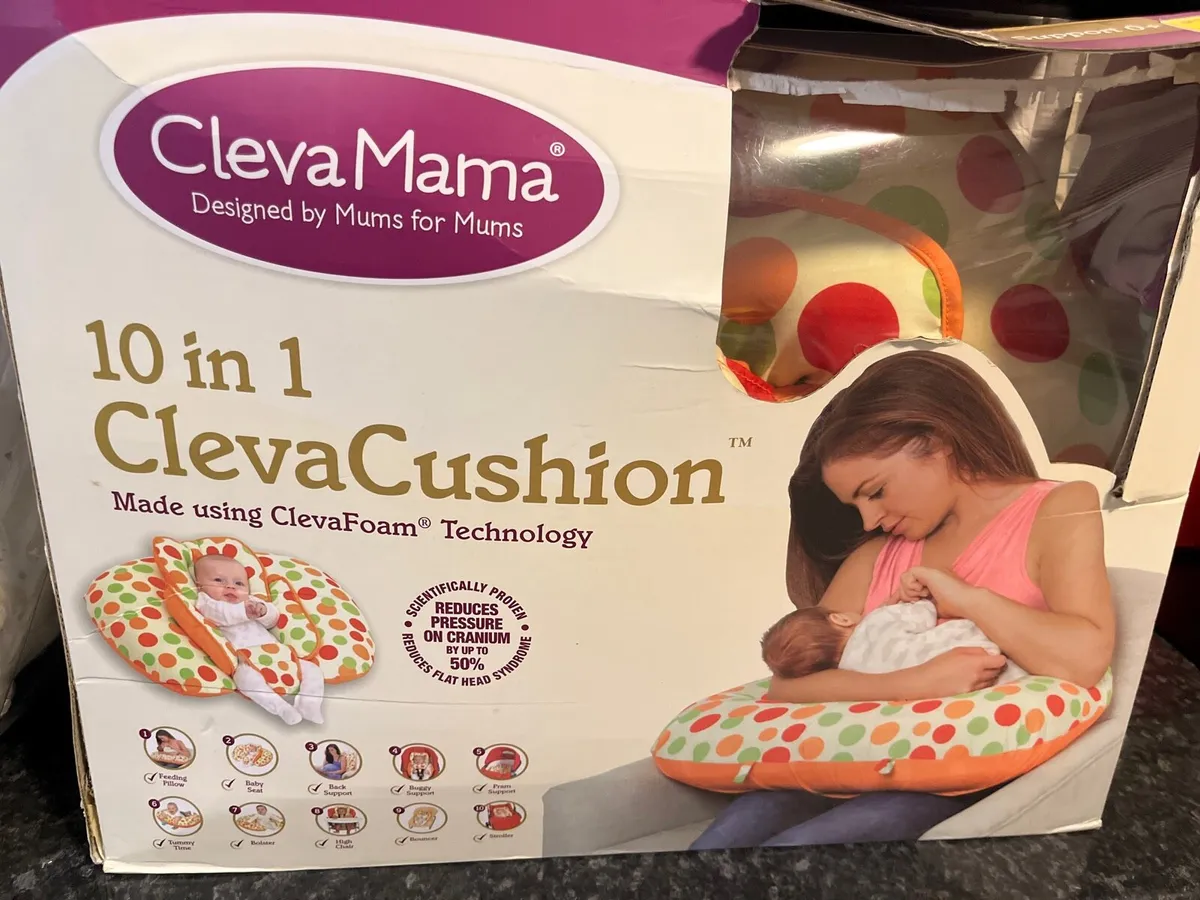 Support 0+
ClevaMama®
Designed by Mums for Mums
10 in 1
ClevaCushion™
Made using ClevaFoam® Technology
• SCIENTIFICALLY PROVEN •
REDUCES
PRESSURE
ON CRANIUM
BY UP TO
50%
REDUCES FLAT HEAD SYNDROME
1
Feeding
Pillow
2
Baby
Seat
3
Back
Support
4
Buggy
Support
5
Pram
Support
6
Tummy
Time
7
Bolster
8
High
Chair
9
Bouncer
10
Stroller